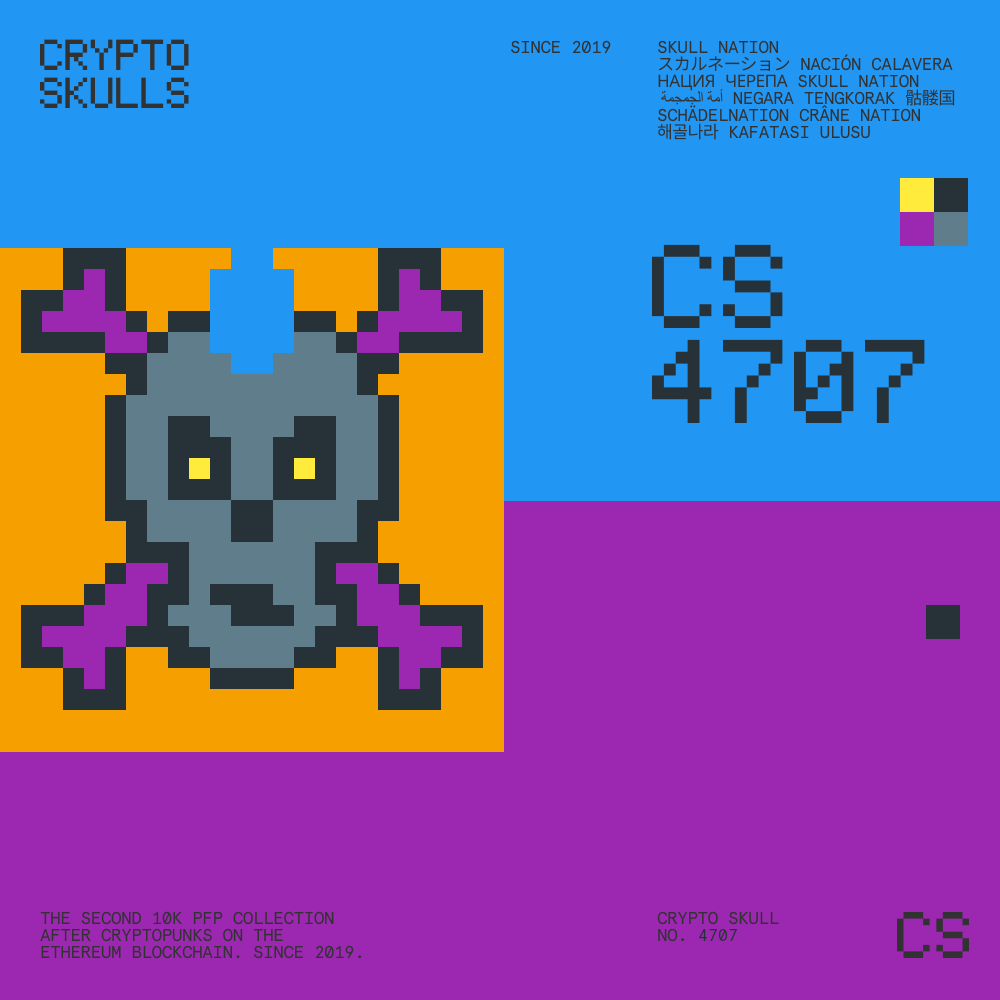 CRYPTO
SKULLS
SINCE 2019
SKULL NATION
スカルネーション NACIÓN CALAVERA
НАЦИЯ ЧЕРЕПА SKULL NATION
أمة الجمجمة NEGARA TENGKORAK 骷髅国
SCHÄDELNATION CRÂNE NATION
해골나라 KAFATASI ULUSU
CS
4707
THE SECOND 10K PFP COLLECTION
AFTER CRYPTOPUNKS ON THE
ETHEREUM BLOCKCHAIN. SINCE 2019.
CRYPTO SKULL
NO. 4707
CS